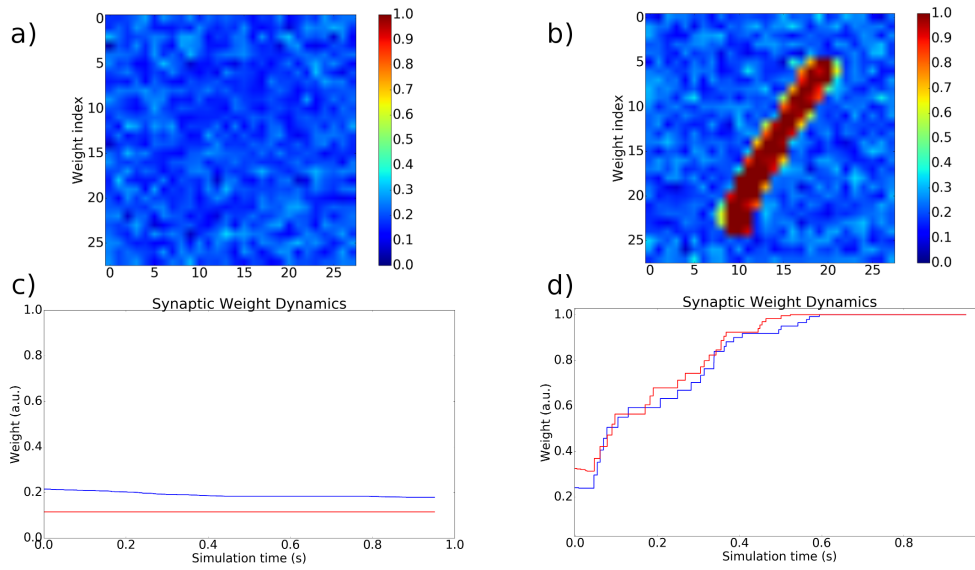 a)
Weight index
0
5
10
15
20
25
0 5 10 15 20 25
1.0
0.9
0.8
0.7
0.6
0.5
0.4
0.3
0.2
0.1
0.0
b)
Weight index
0
5
10
15
20
25
0 5 10 15 20 25
1.0
0.9
0.8
0.7
0.6
0.5
0.4
0.3
0.2
0.1
0.0
c)
Synaptic Weight Dynamics
Weight (a.u.)
1.0
0.8
0.6
0.4
0.2
0.0
0.0 0.2 0.4 0.6 0.8 1.0
Simulation time (s)
d)
Synaptic Weight Dynamics
Weight (a.u.)
1.0
0.8
0.6
0.4
0.2
0.0 0.2 0.4 0.6 0.8
Simulation time (s)